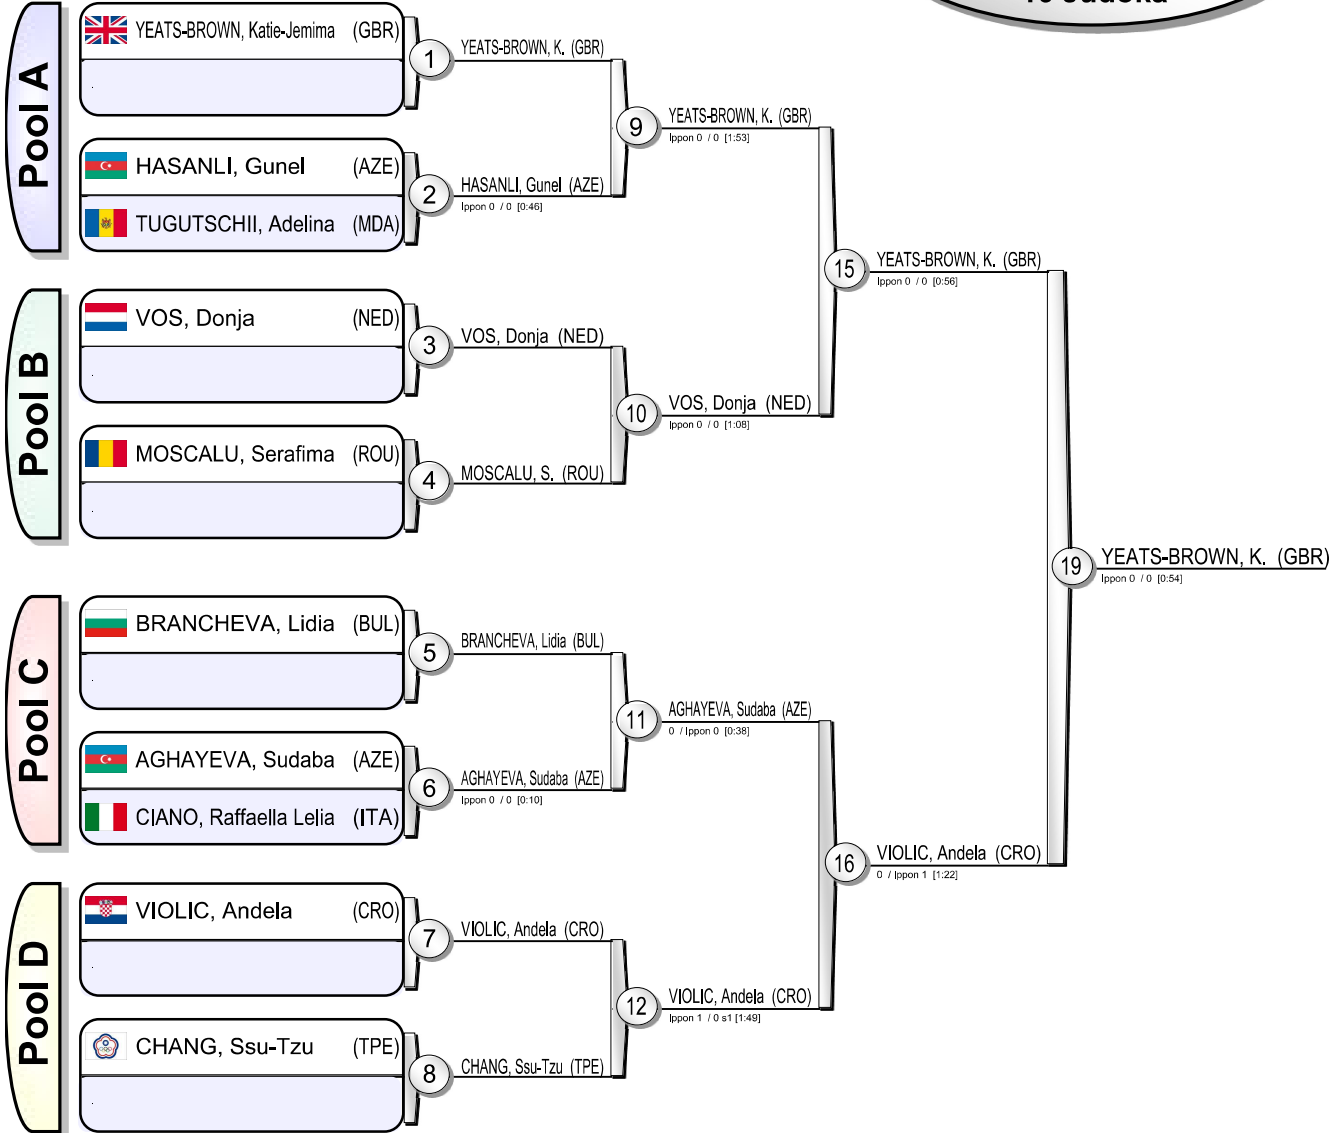 Judoka
Pool A
YEATS-BROWN, Katie-Jemima (GBR)
.
1
YEATS-BROWN, K. (GBR)
HASANLI, Gunel (AZE)
TUGUTSCHII, Adelina (MDA)
2
HASANLI, Gunel (AZE)
Ippon 0 / 0 [0:46]
9
YEATS-BROWN, K. (GBR)
Ippon 0 / 0 [1:53]
Pool B
VOS, Donja (NED)
.
3
VOS, Donja (NED)
MOSCALU, Serafima (ROU)
.
4
MOSCALU, S. (ROU)
10
VOS, Donja (NED)
Ippon 0 / 0 [1:08]
15
YEATS-BROWN, K. (GBR)
Ippon 0 / 0 [0:56]
Pool C
BRANCHEVA, Lidia (BUL)
.
5
BRANCHEVA, Lidia (BUL)
AGHAYEVA, Sudaba (AZE)
CIANO, Raffaella Lelia (ITA)
6
AGHAYEVA, Sudaba (AZE)
Ippon 0 / 0 [0:10]
11
AGHAYEVA, Sudaba (AZE)
0 / Ippon 0 [0:38]
Pool D
VIOLIC, Andela (CRO)
.
7
VIOLIC, Andela (CRO)
CHANG, Ssu-Tzu (TPE)
.
8
CHANG, Ssu-Tzu (TPE)
12
VIOLIC, Andela (CRO)
Ippon 1 / 0 s1 [1:49]
16
VIOLIC, Andela (CRO)
0 / Ippon 1 [1:22]
19
YEATS-BROWN, K. (GBR)
Ippon 0 / 0 [0:54]